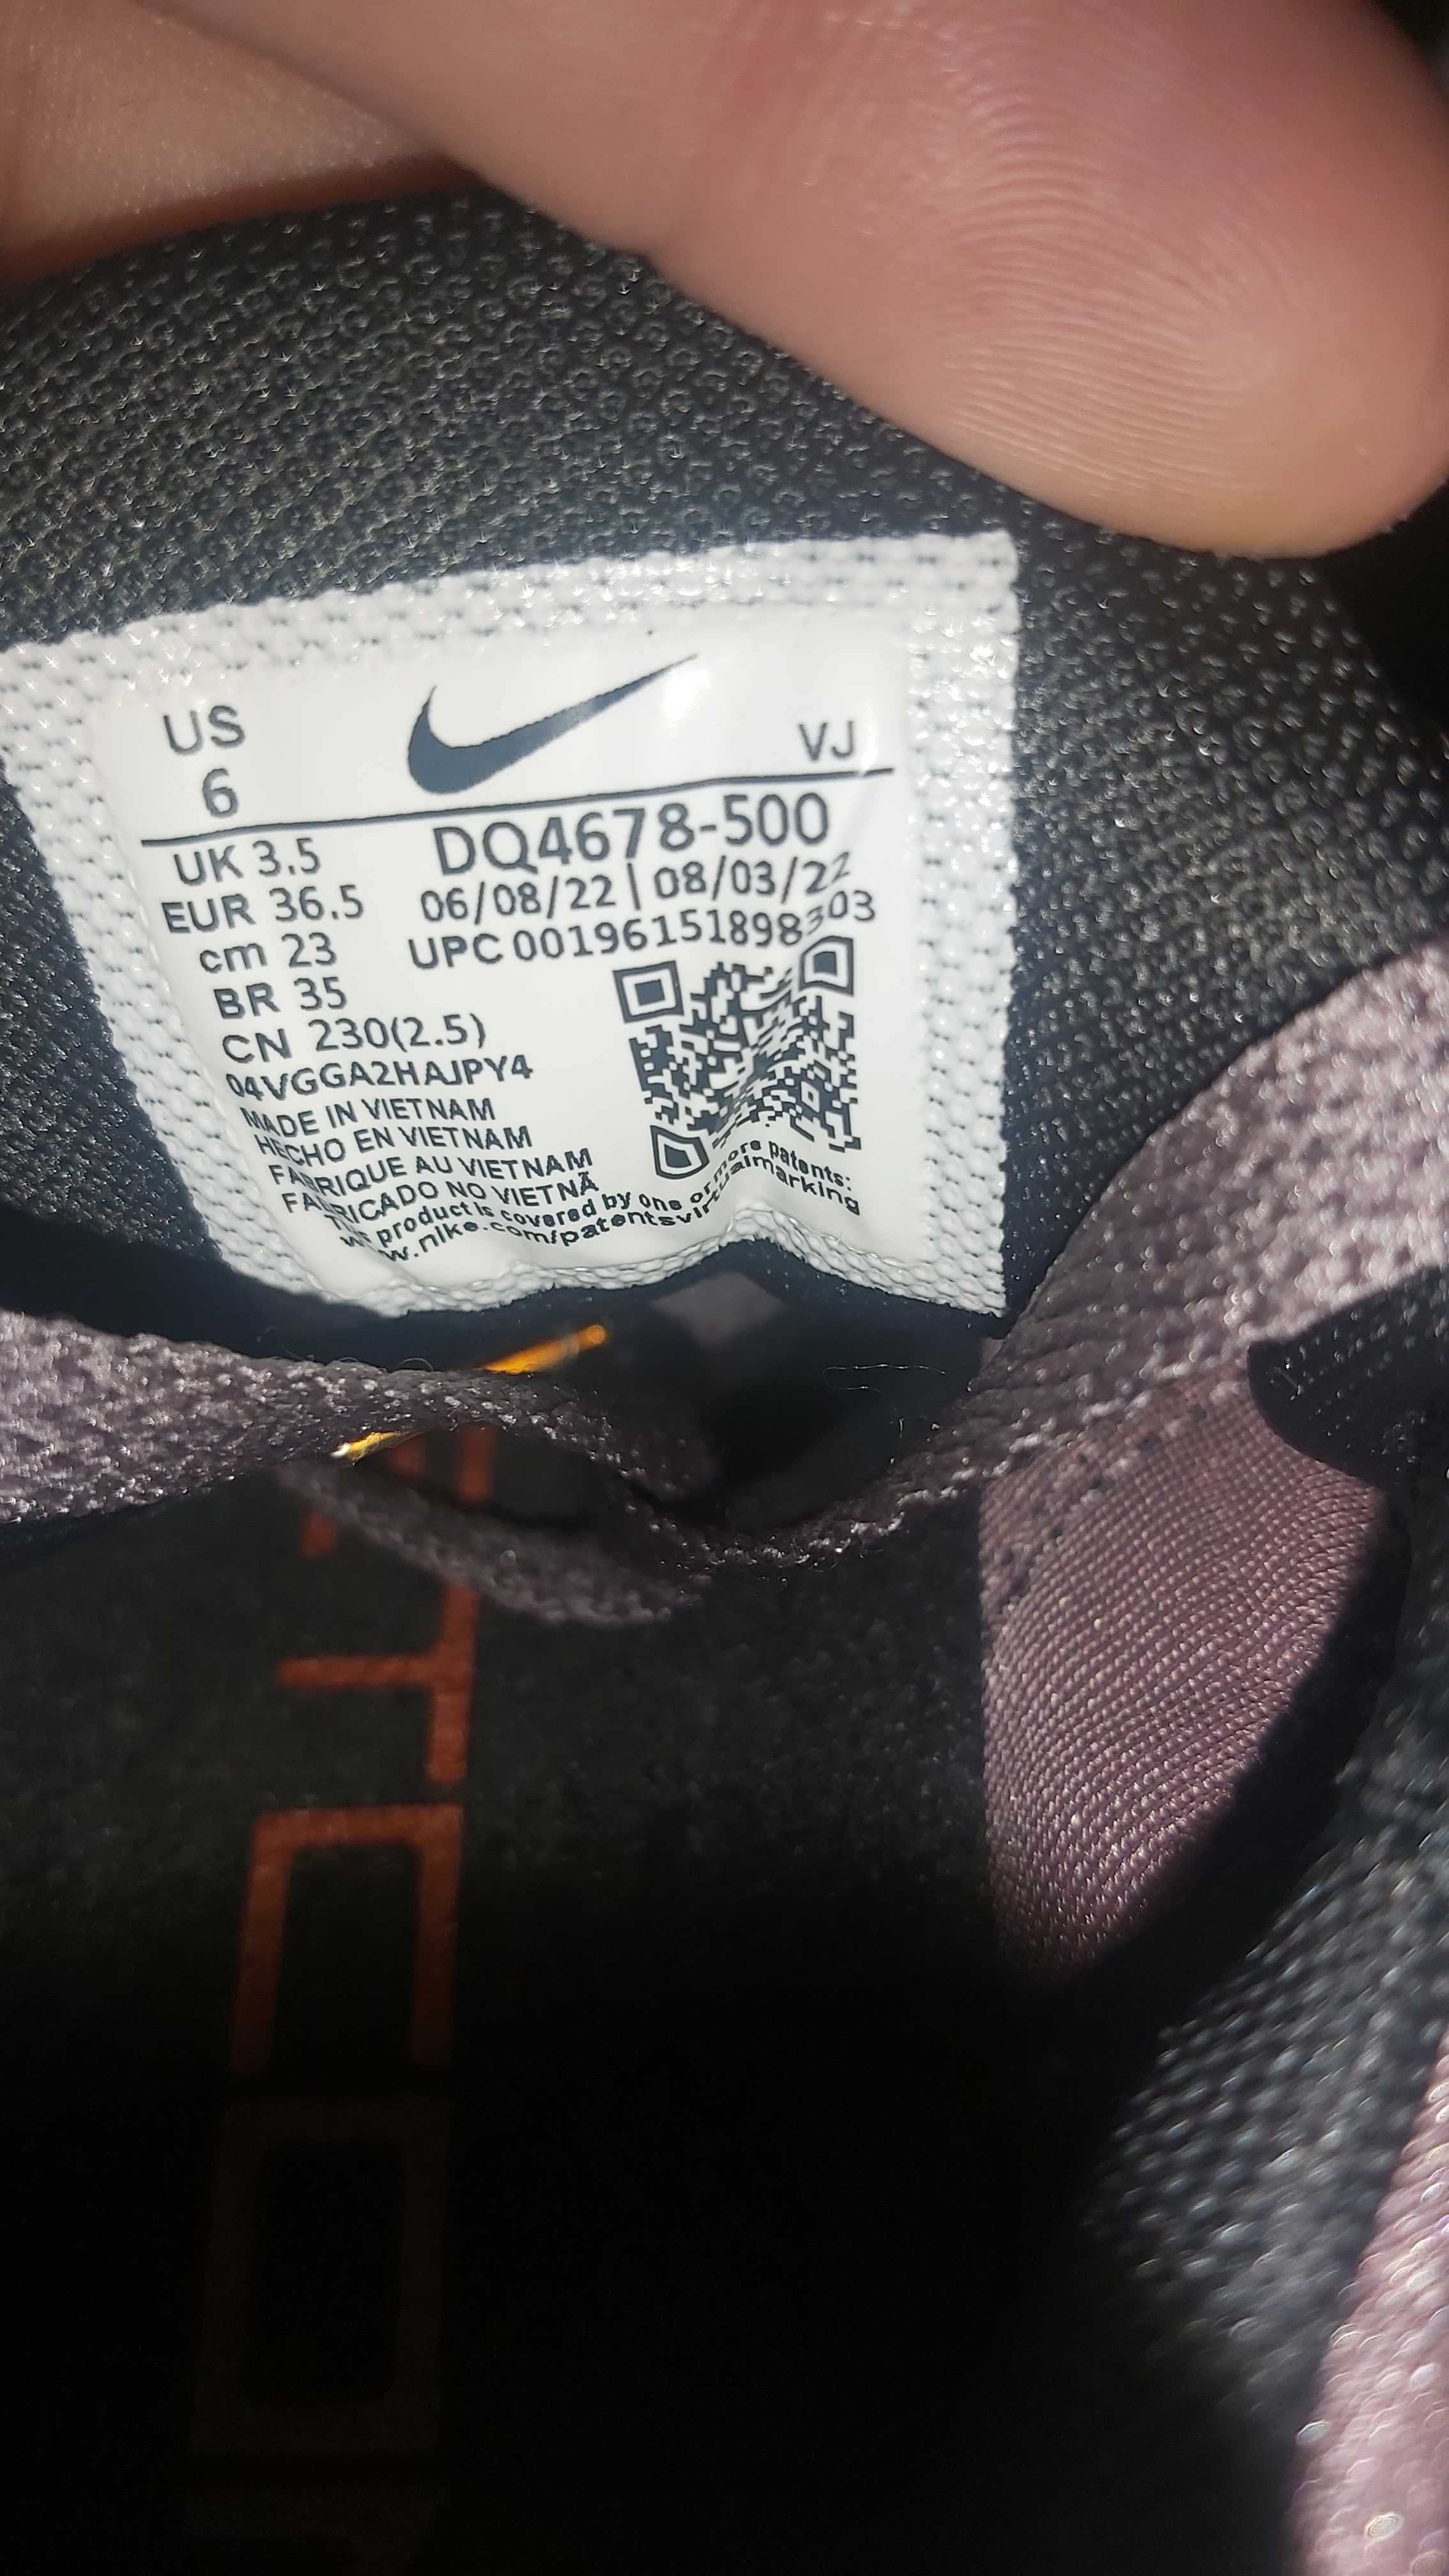 US
6
VJ
UK 3.5
EUR 36.5
cm 23
BR 35
CN 230(2.5)
DQ4678-500
06/08/22 | 08/03/22
UPC 00196151898303
04VGGA2HAJPY4
MADE IN VIETNAM
HECHO EN VIETNAM
FABRIQUE AU VIETNAM
FABRICADO NO VIETNÃ
This product is covered by one or more patents:
www.nike.com/patentsvirtualmarking